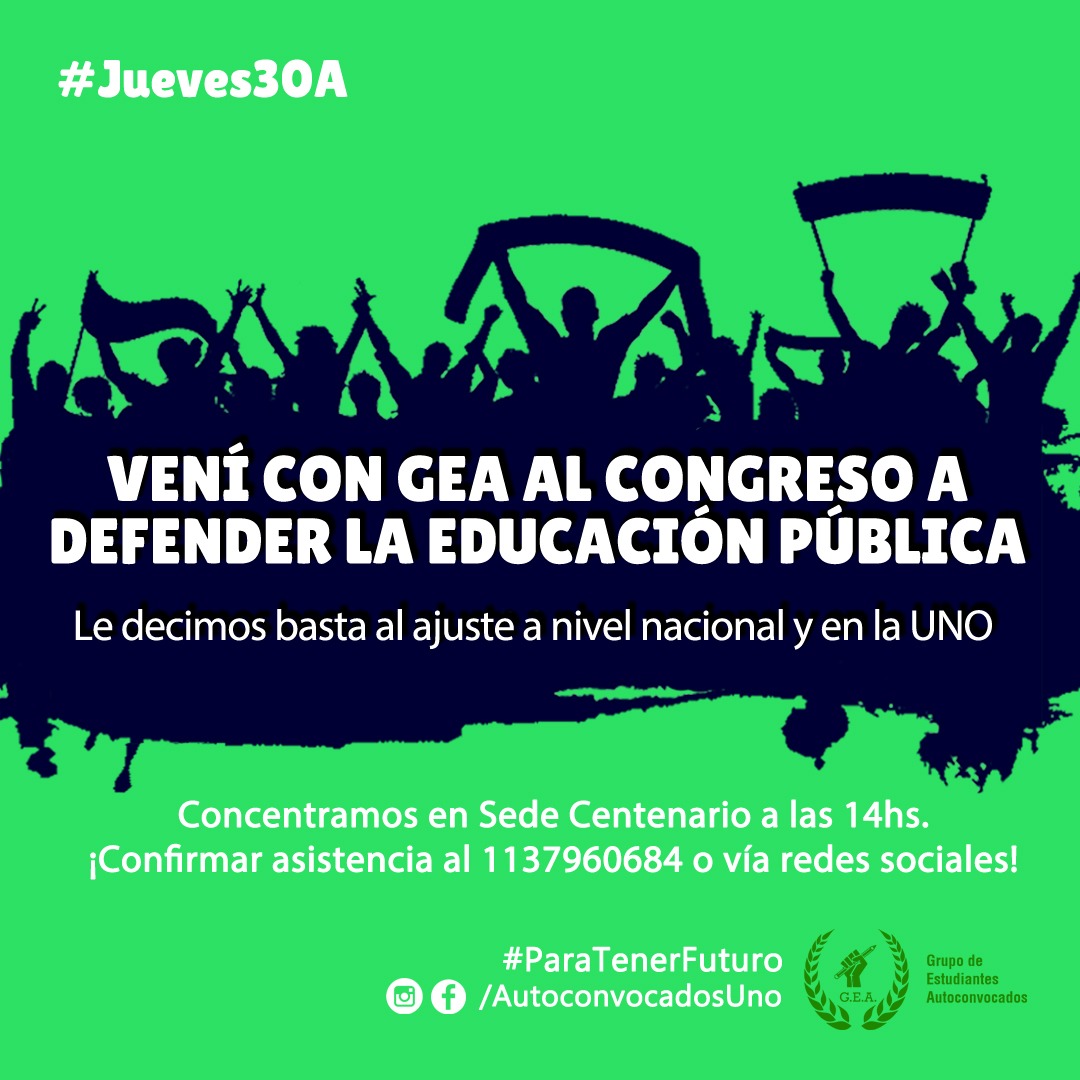 #Jueves30A
VENÍ CON GEA AL CONGRESO A
DEFENDER LA EDUCACIÓN PÚBLICA
Le decimos basta al ajuste a nivel nacional y en la UNO
Concentramos en Sede Centenario a las 14hs.
¡Confirmar asistencia al 1137960684 o vía redes sociales!
#ParaTenerFuturo
/AutoconvocadosUno
G.E.A.
Grupo de
Estudiantes
Autoconvocados